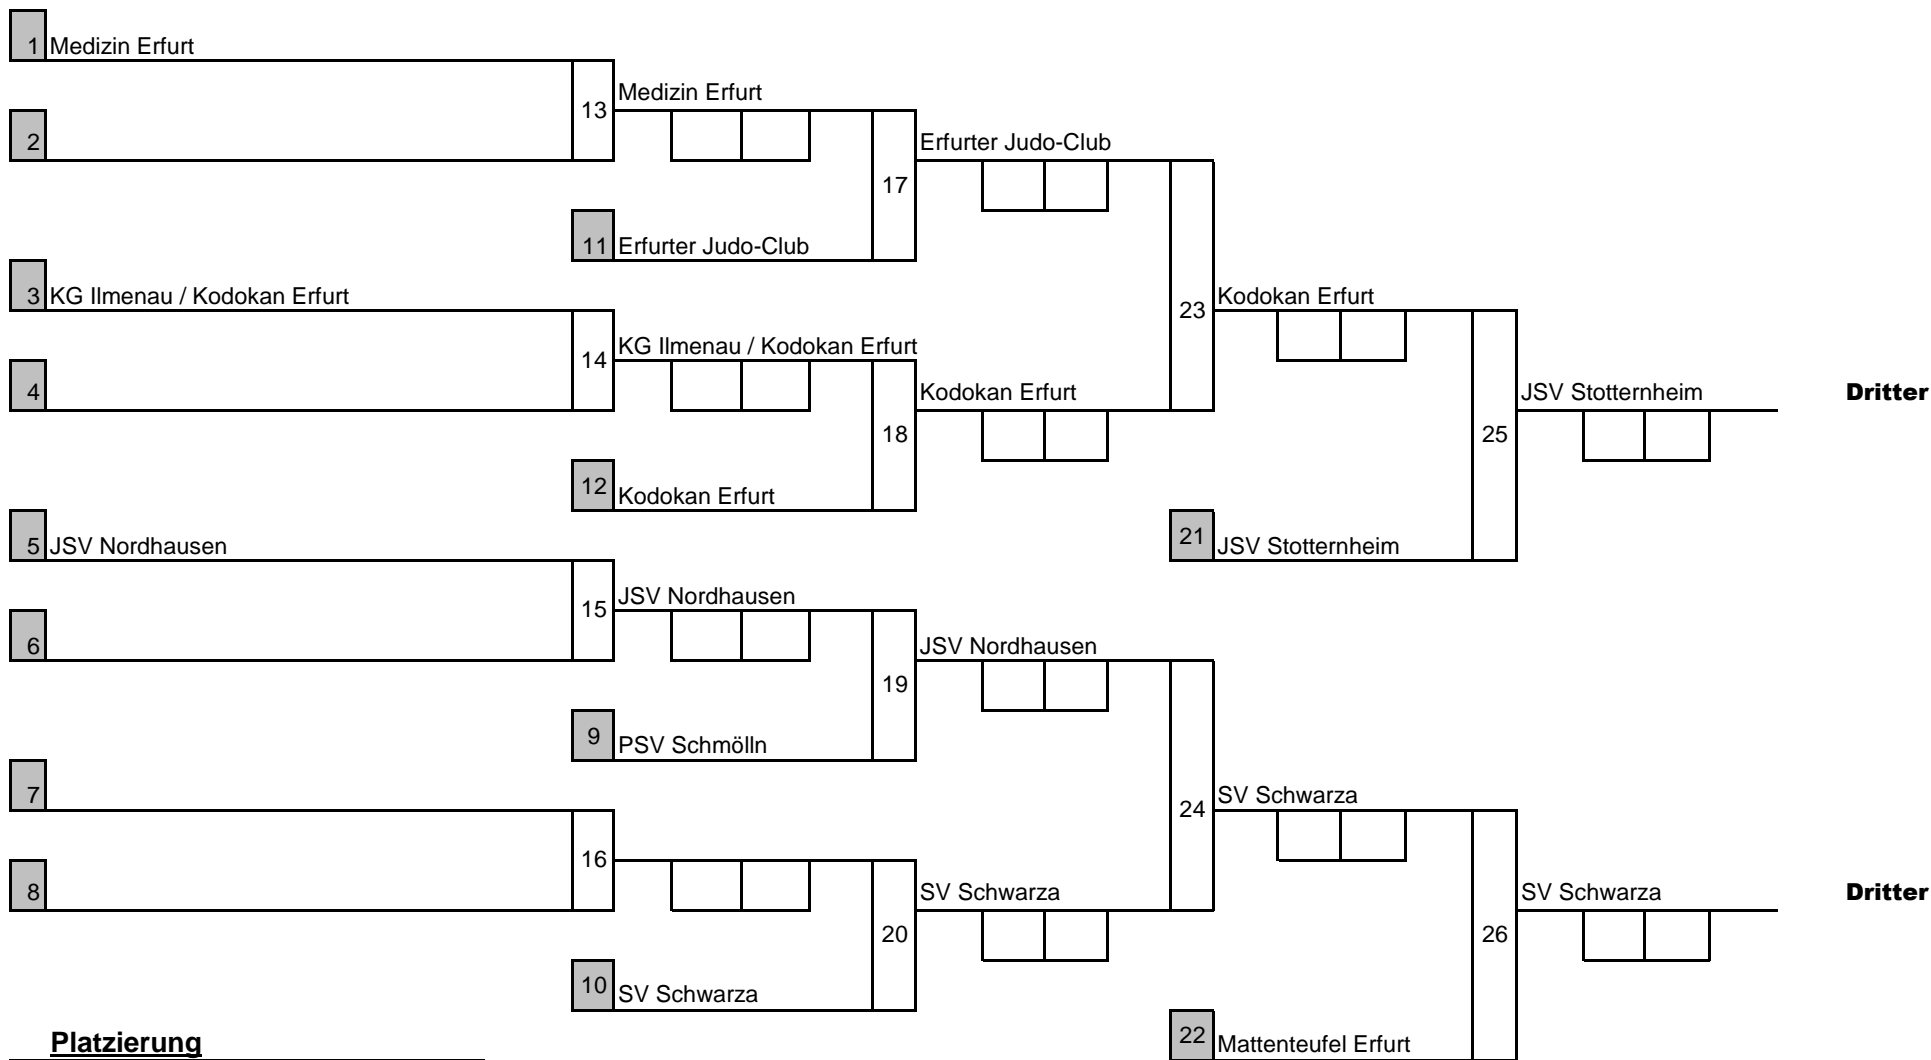 1 Medizin Erfurt
13 Medizin Erfurt
2
Erfurter Judo-Club
17
11 Erfurter Judo-Club
3 KG Ilmenau / Kodokan Erfurt
23 Kodokan Erfurt
14 KG Ilmenau / Kodokan Erfurt
4
Kodokan Erfurt
JSV Stotternheim Dritter
18
25
12 Kodokan Erfurt
5 JSV Nordhausen
21 JSV Stotternheim
15 JSV Nordhausen
6
JSV Nordhausen
19
9 PSV Schmölln
7
24 SV Schwarza
16
8
SV Schwarza
SV Schwarza Dritter
20
26
10 SV Schwarza
Platzierung
22 Mattenteufel Erfurt